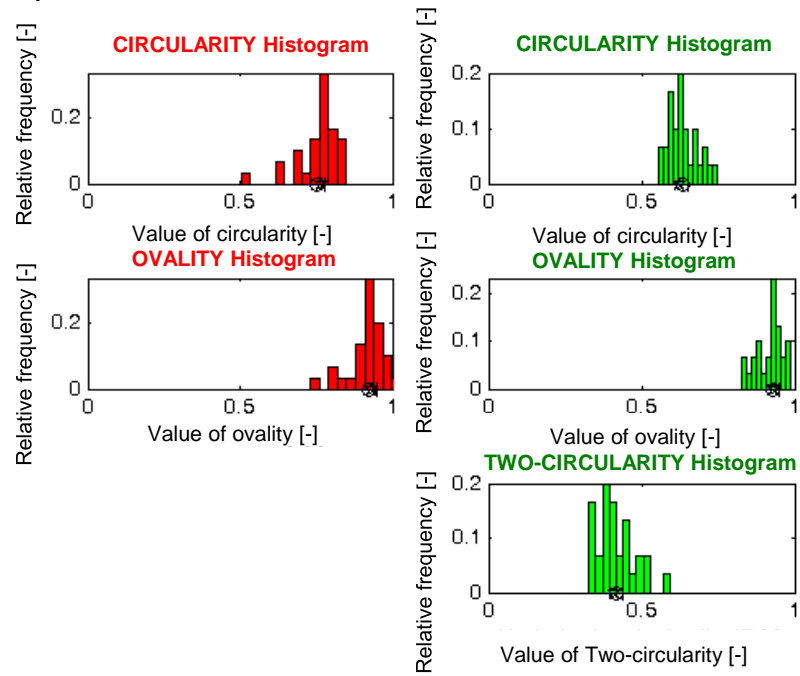 CIRCULARITY Histogram
Relative frequency [-]
0.2
0
0
0.5
1
Value of circularity [-]
CIRCULARITY Histogram
Relative frequency [-]
0.2
0.1
0
0
0.5
1
Value of circularity [-]
OVALITY Histogram
Relative frequency [-]
0.2
0
0
0.5
1
Value of ovality [-]
OVALITY Histogram
Relative frequency [-]
0.2
0.1
0
0
0.5
1
Value of ovality [-]
TWO-CIRCULARITY Histogram
Relative frequency [-]
0.2
0.1
0
0
0.5
1
Value of Two-circularity [-]